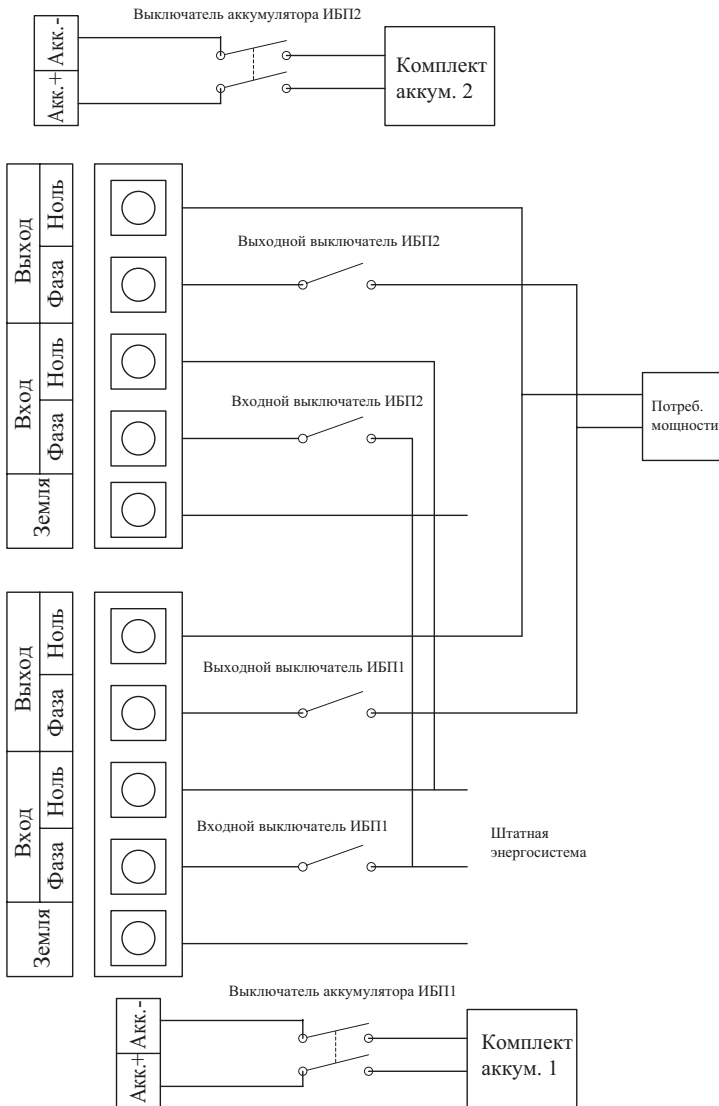 Выключатель аккумулятора ИБП2
Акк.-
Акк.+
Комплект
аккум. 2
Выход
Ноль
Фаза
Выходной выключатель ИБП2
Вход
Ноль
Фаза
Входной выключатель ИБП2
Потреб.
мощности
Земля
Выход
Ноль
Фаза
Выходной выключатель ИБП1
Вход
Ноль
Фаза
Входной выключатель ИБП1
Штатная
энергосистема
Земля
Выключатель аккумулятора ИБП1
Акк.-
Акк.+
Комплект
аккум. 1